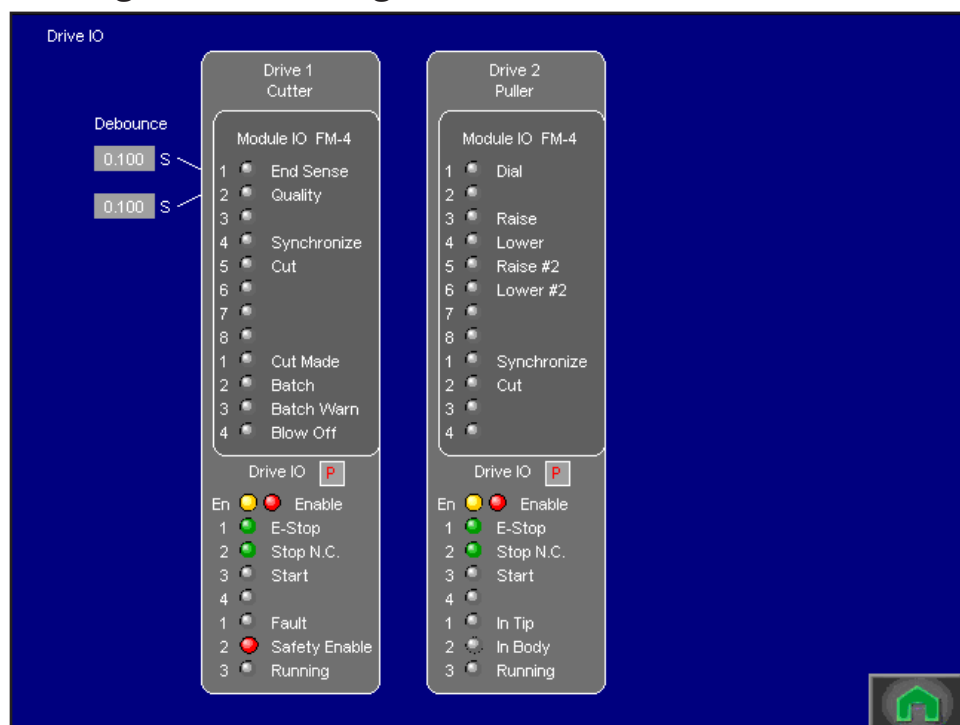 Drive IO
Debounce
0.100 S
0.100 S
Drive 1
Cutter
Module IO FM-4
1 End Sense
2 Quality
3
4 Synchronize
5 Cut
6
7
8
1 Cut Made
2 Batch
3 Batch Warn
4 Blow Off
Drive IO P
En Enable
1 E-Stop
2 Stop N.C.
3 Start
4
1 Fault
2 Safety Enable
3 Running
Drive 2
Puller
Module IO FM-4
1 Dial
2
3 Raise
4 Lower
5 Raise #2
6 Lower #2
7
8
1 Synchronize
2 Cut
3
4
Drive IO P
En Enable
1 E-Stop
2 Stop N.C.
3 Start
4
1 In Tip
2 In Body
3 Running